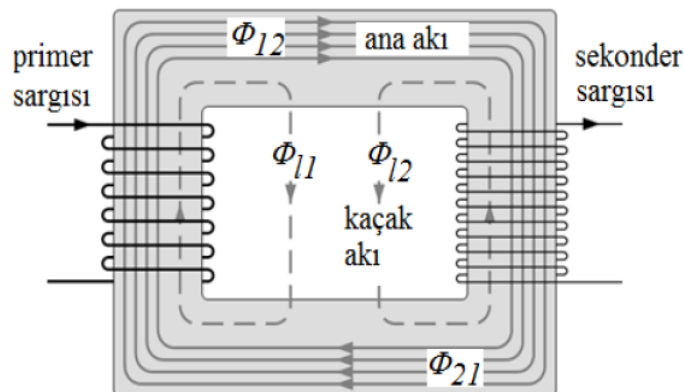 Φ12
ana akı
primer
sargısı
sekonder
sargısı
Φl1
Φl2
kaçak
akı
Φ21